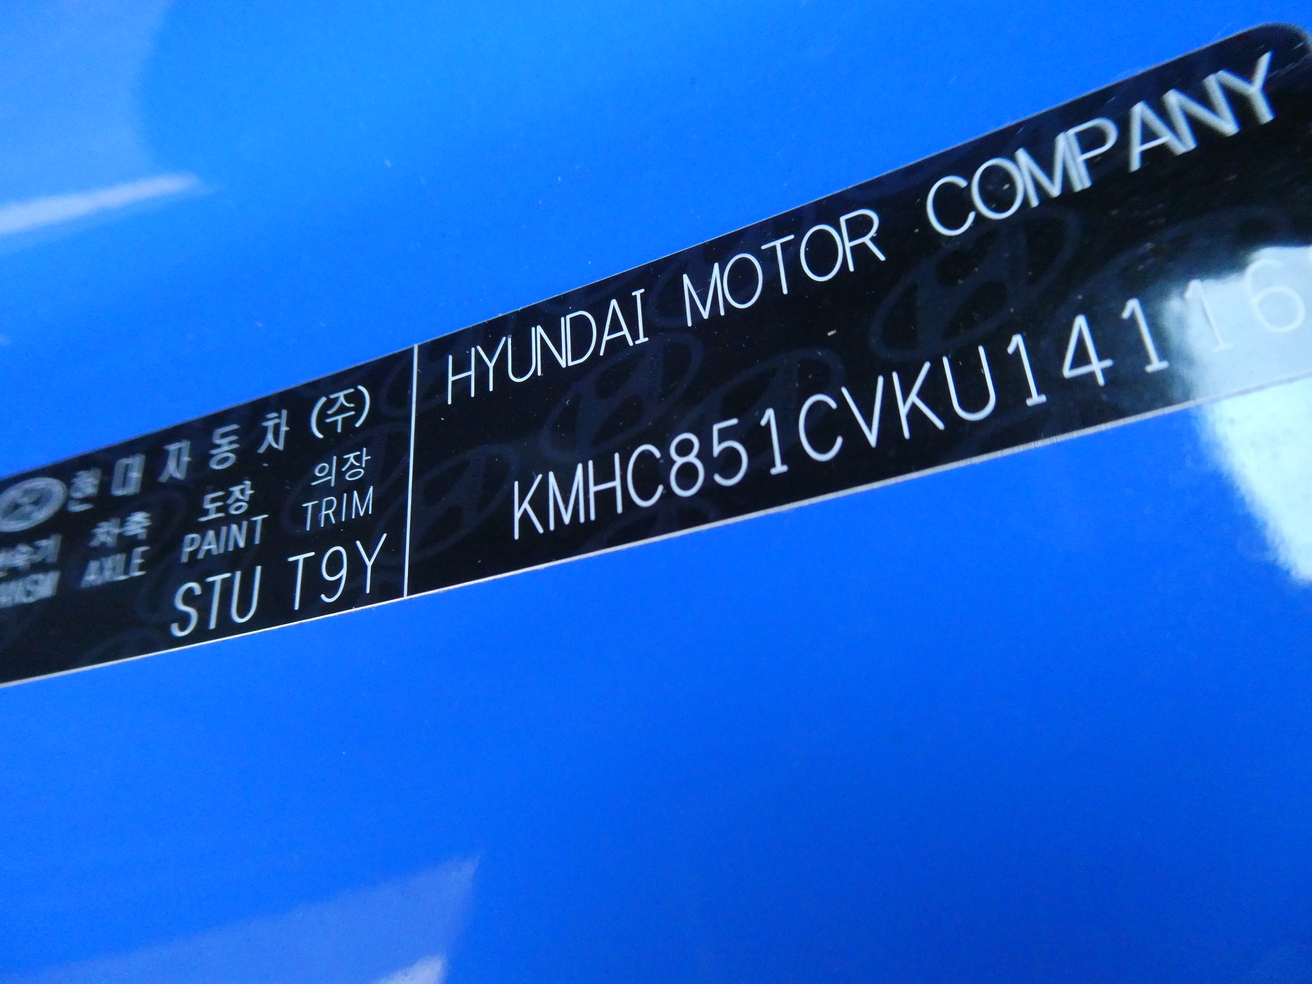 현대자동차 (주)
차축 도장 의장
AXLE PAINT TRIM
STU T9Y
HYUNDAI MOTOR COMPANY
KMHC851CVKU14116